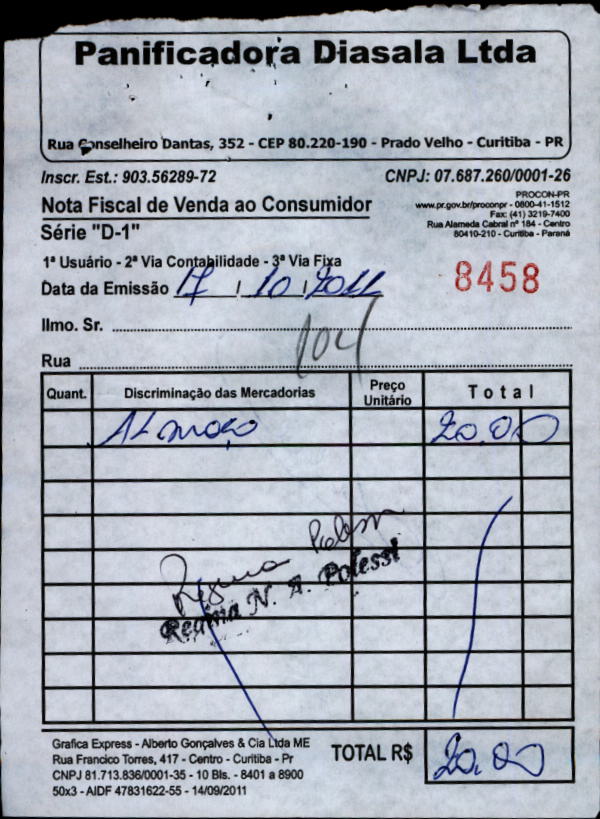 Panificadora Diasala Ltda
Rua Conselheiro Dantas, 352 - CEP 80.220-190 - Prado Velho - Curitiba - PR
Inscr. Est.: 903.56289-72
CNPJ: 07.687.260/0001-26
Nota Fiscal de Venda ao Consumidor
Série "D-1"
PROCON-PR
www.pr.gov.br/proconpr - 0800-41-1512
Fax: (41) 3219-7400
Rua Alameda Cabral nº 184 - Centro
80410-210 - Curitiba - Paraná
1ª Usuário - 2ª Via Contabilidade - 3ª Via Fixa
8458
Data da Emissão 17 10 2011
Ilmo. Sr.
104
Rua
Quant. Discriminação das Mercadorias Preço Unitário Total
Almoço 20,00
Regina Polessi
Regina N. A. Polessi
Grafica Express - Alberto Gonçalves & Cia Ltda ME
Rua Francico Torres, 417 - Centro - Curitiba - Pr
CNPJ 81.713.836/0001-35 - 10 Bls. - 8401 a 8900
50x3 - AIDF 47831622-55 - 14/09/2011
TOTAL R$ 20,00